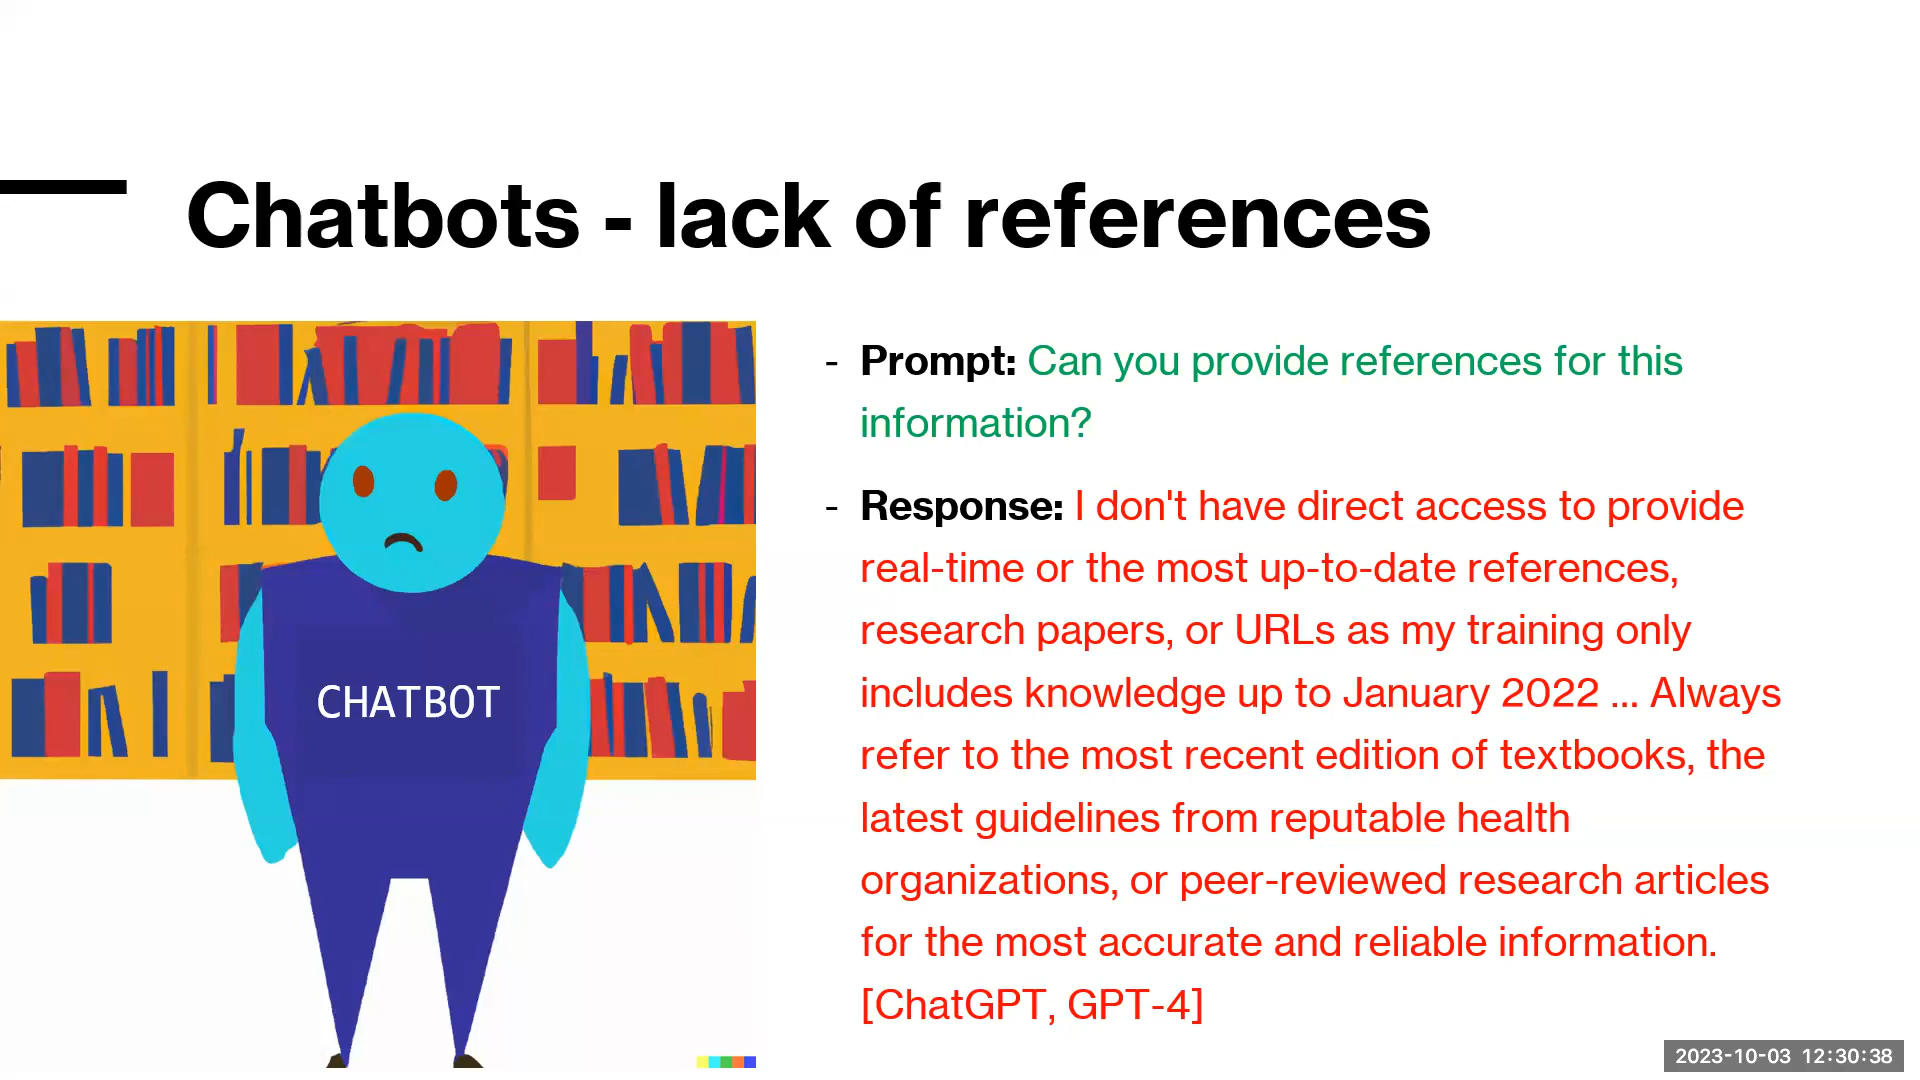 Chatbots - lack of references
CHATBOT
- Prompt: Can you provide references for this
information?
- Response: I don't have direct access to provide
real-time or the most up-to-date references,
research papers, or URLs as my training only
includes knowledge up to January 2022 ... Always
refer to the most recent edition of textbooks, the
latest guidelines from reputable health
organizations, or peer-reviewed research articles
for the most accurate and reliable information.
[ChatGPT, GPT-4]
2023-10-03 12:30:38